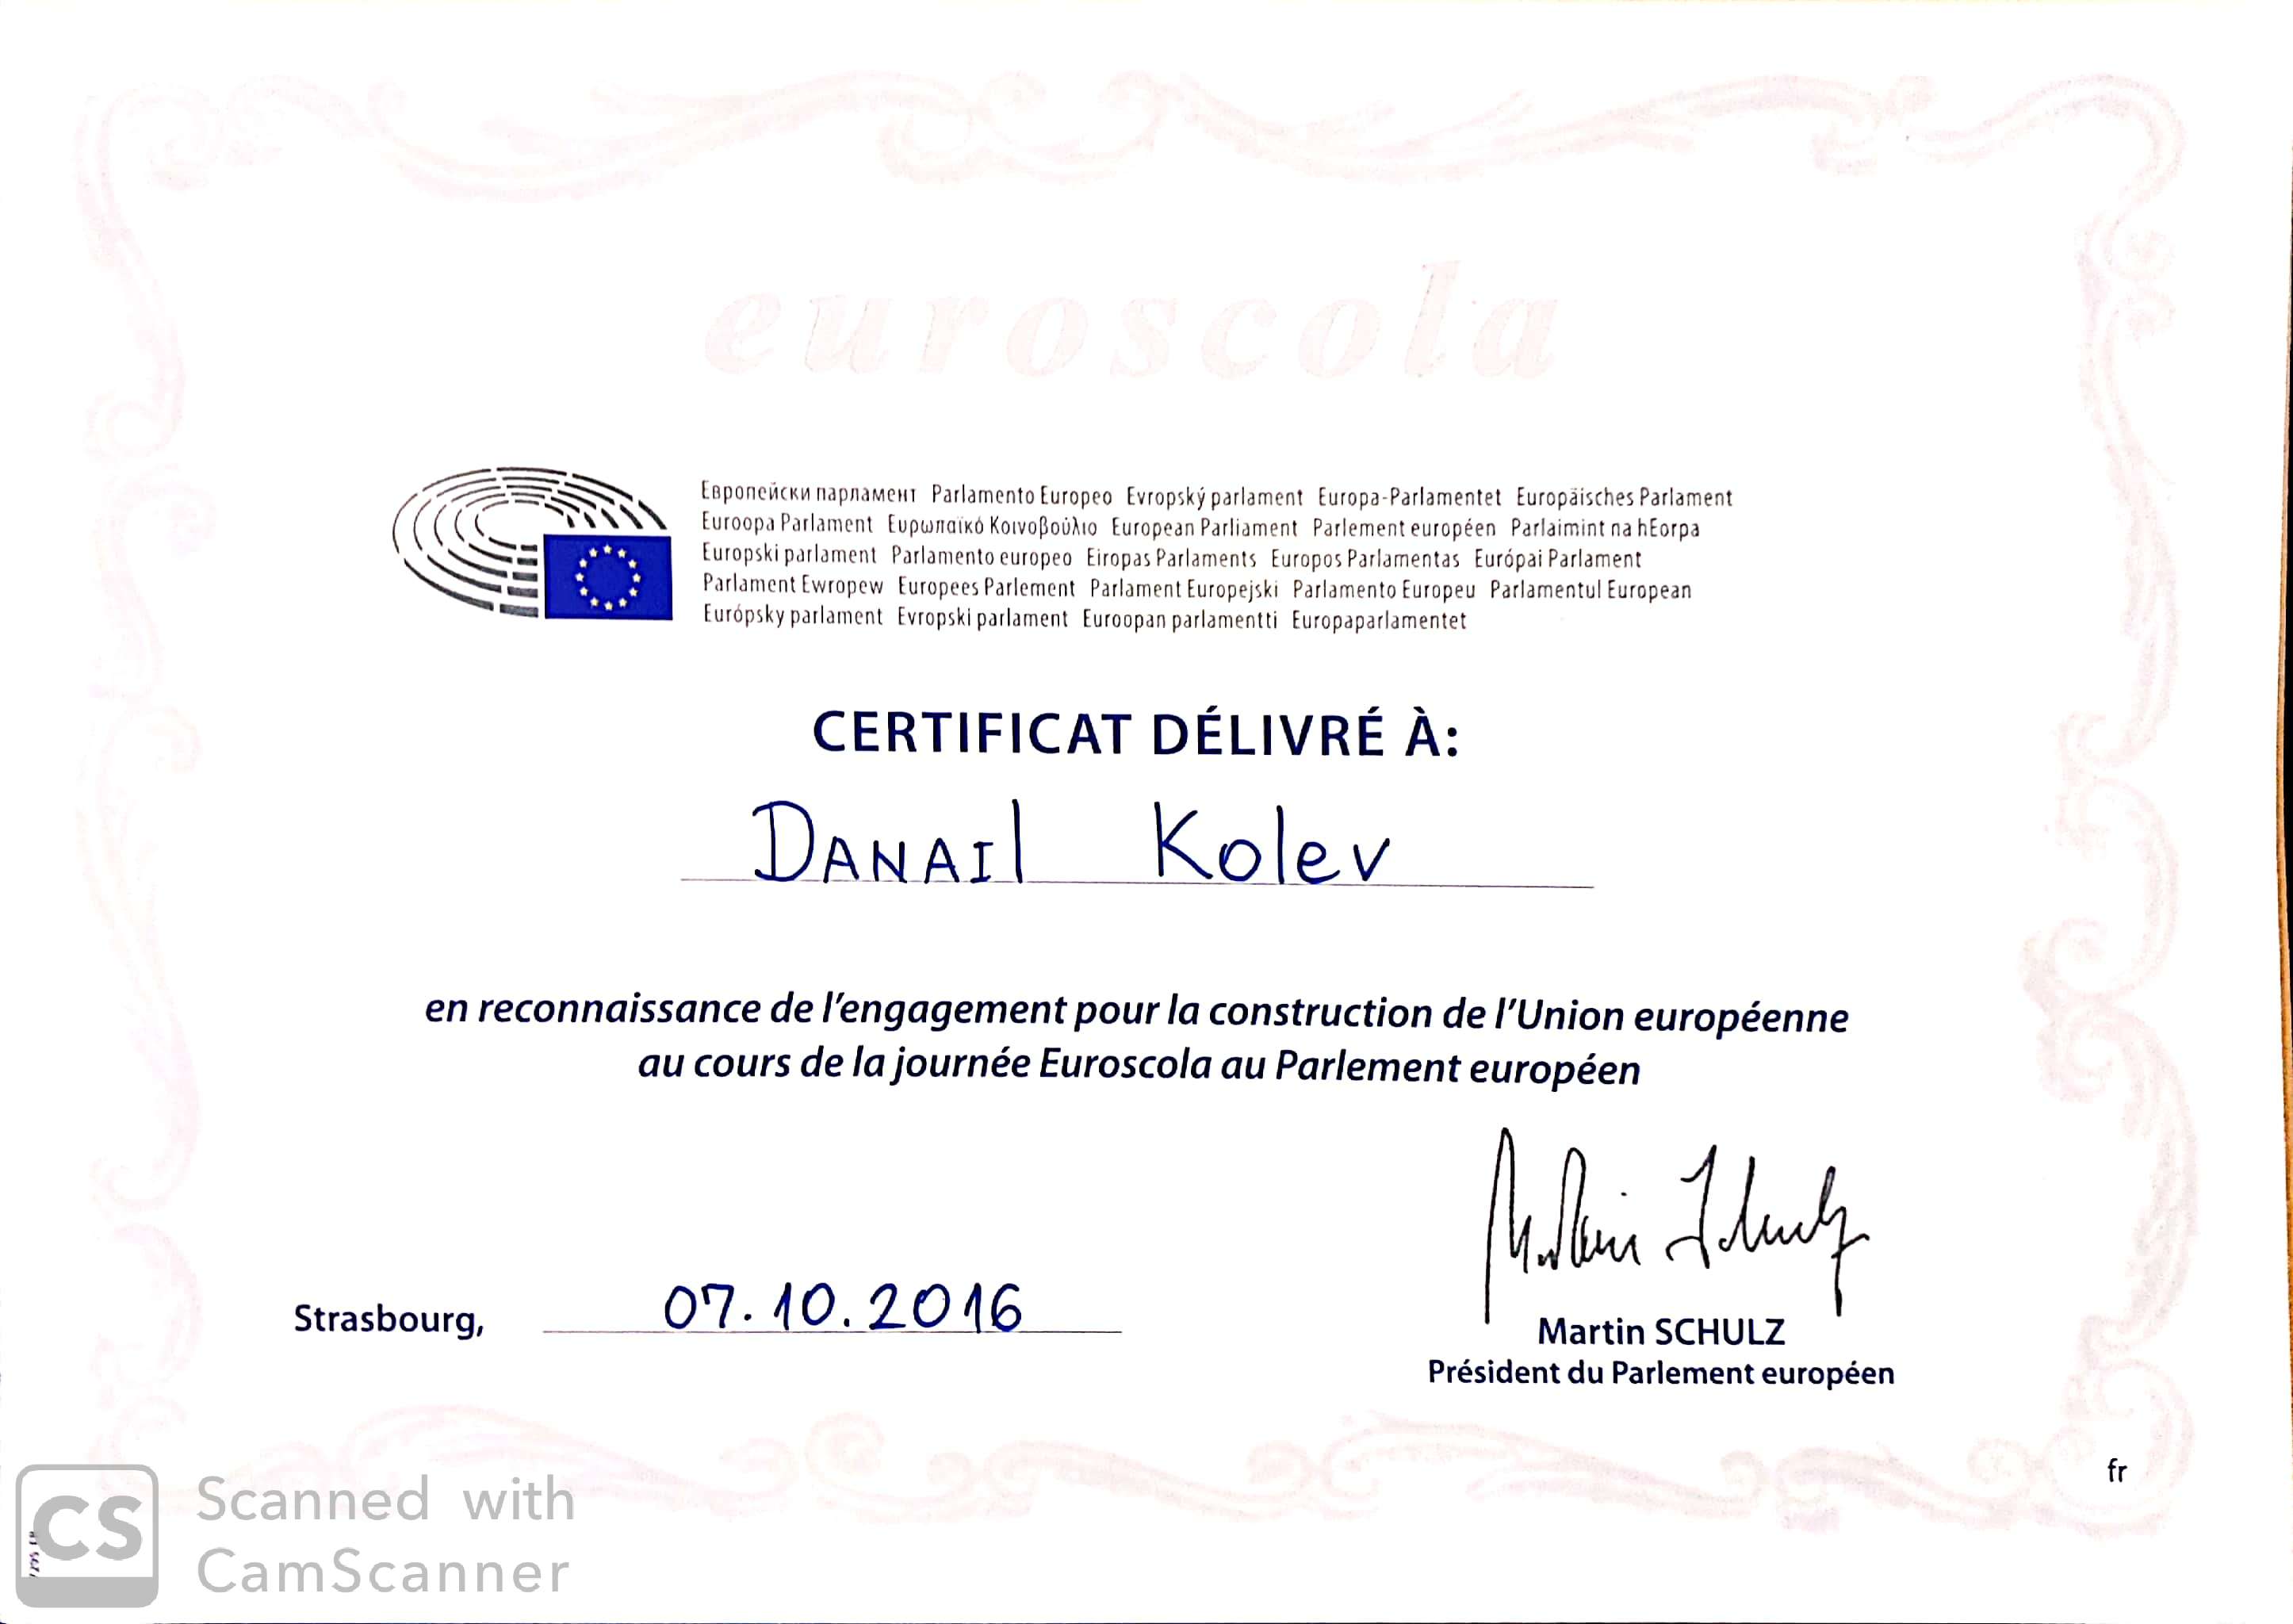 euroscola
Европейски парламент Parlamento Europeo Evropský parlament Europa-Parlamentet Europäisches Parlament
Euroopa Parlament Ευρωπαϊκό Κοινοβούλιο European Parliament Parlement européen Parlaimint na hEorpa
Europski parlament Parlamento europeo Eiropas Parlaments Europos Parlamentas Európai Parlament
Parlament Ewropew Europees Parlement Parlament Europejski Parlamento Europeu Parlamentul European
Európsky parlament Evropski parlament Euroopan parlamentti Europaparlamentet
CERTIFICAT DÉLIVRÉ À:
DANAIl Kolev
en reconnaissance de l'engagement pour la construction de l'Union européenne
au cours de la journée Euroscola au Parlement européen
Martin Schulz
Strasbourg, 07.10.2016
Martin SCHULZ
Président du Parlement européen
fr
CS Scanned with
CamScanner